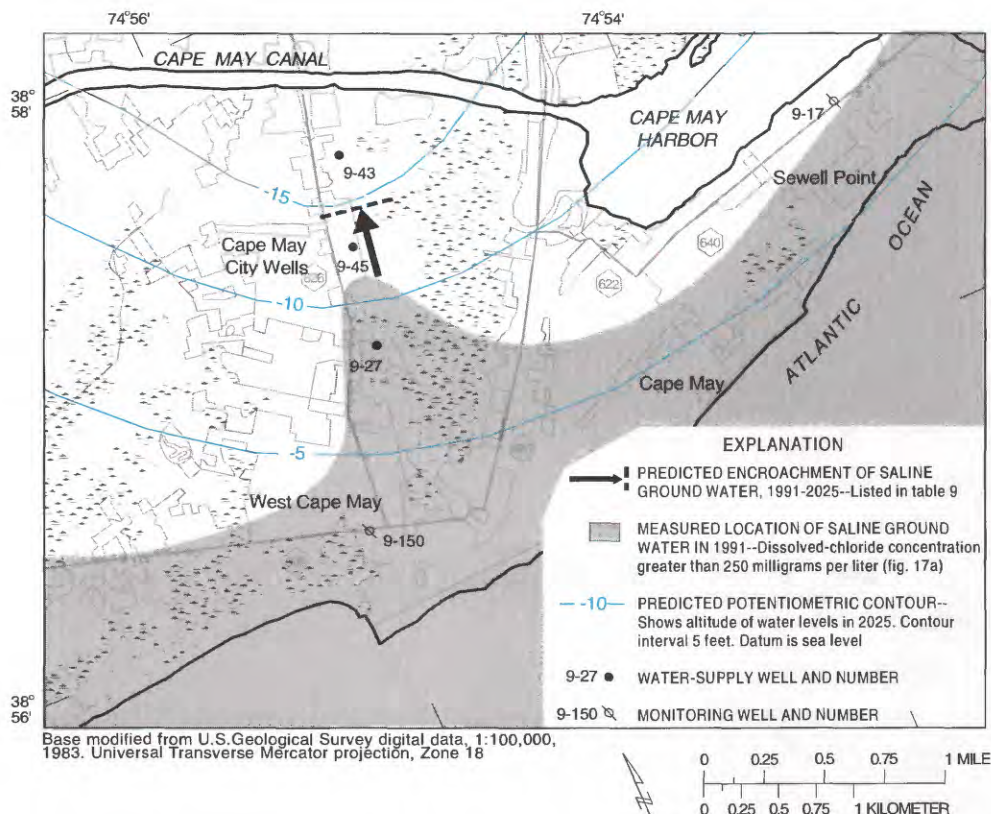 74°56'
74°54'
38°
58'
CAPE MAY CANAL
CAPE MAY
HARBOR
9-17
9-43
-15
Sewell Point
Cape May
City Wells
9-45
626
640
622
OCEAN
ATLANTIC
-10
9-27
Cape May
-5
West Cape May
9-150
38°
56'
EXPLANATION
PREDICTED ENCROACHMENT OF SALINE
GROUND WATER, 1991-2025--Listed in table 9
MEASURED LOCATION OF SALINE GROUND
WATER IN 1991--Dissolved-chloride concentration
greater than 250 milligrams per liter (fig. 17a)
-10 PREDICTED POTENTIOMETRIC CONTOUR--
Shows altitude of water levels in 2025. Contour
interval 5 feet. Datum is sea level
9-27 WATER-SUPPLY WELL AND NUMBER
9-150 MONITORING WELL AND NUMBER
Base modified from U.S.Geological Survey digital data, 1:100,000,
1983. Universal Transverse Mercator projection, Zone 18
0 0.25 0.5 0.75 1 MILE
0 0.25 0.5 0.75 1 KILOMETER